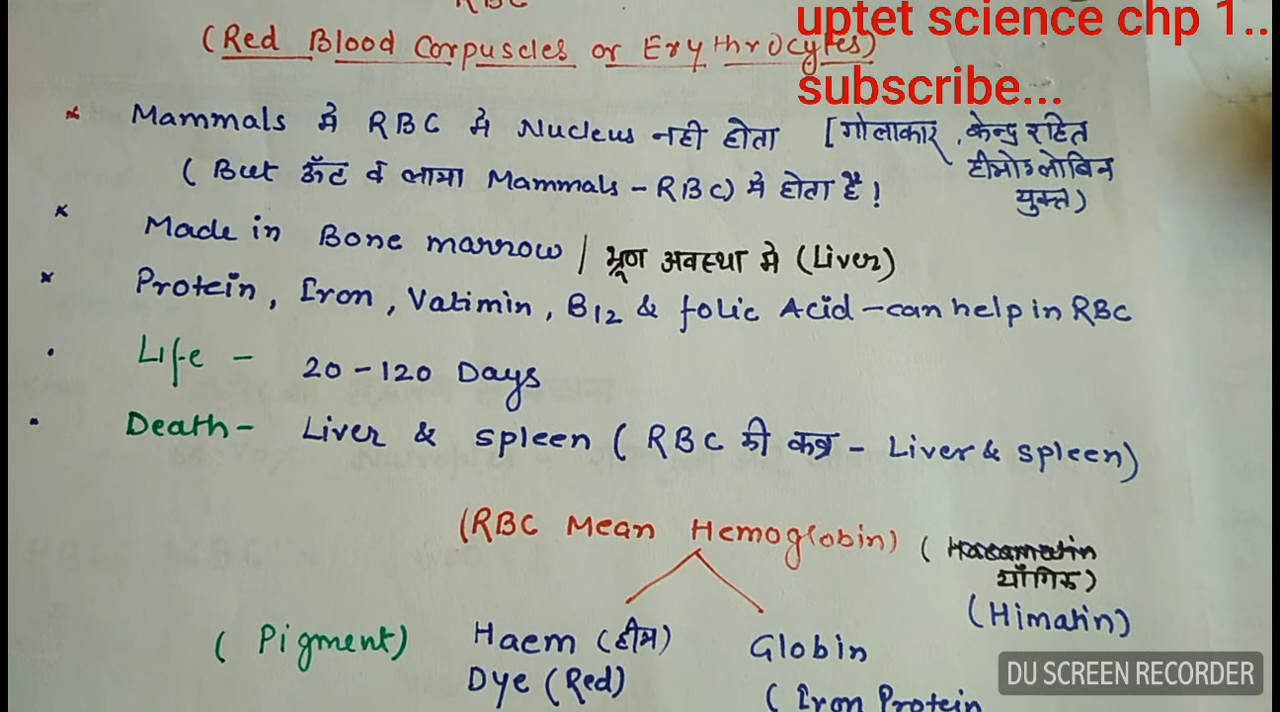 RBC
(Red Blood Corpuscles or Erythrocytes)
uptet science chp 1..
subscribe...
* Mammals मे RBC मे Nucleus नही होता [गोलाकार, केन्द्र रहित
( But ऊँट व लामा Mammals - RBC) मे होता है ! हीमोग्लोबिन
युक्त)
* Made in Bone marrow / भ्रूण अवस्था मे (Liver)
* Protein, Iron, Vatimin, B12 & folic Acid - can help in RBC
• Life - 20 - 120 Days
• Death - Liver & spleen ( RBC की कब्र - Liver & spleen)
(RBC Mean Hemoglobin) (
यौगिक)
(Himatin)
( Pigment) Haem (हीम) Globin
Dye (Red) ( Iron Protein
DU SCREEN RECORDER